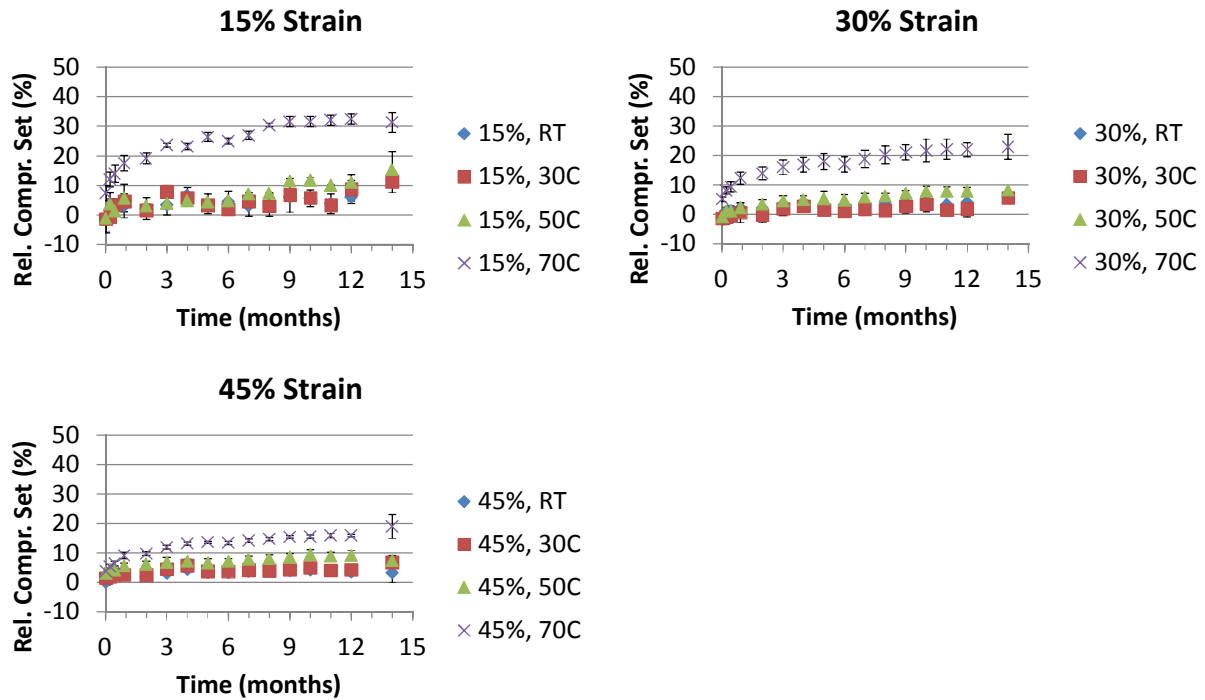 15% Strain
Rel. Compr. Set (%)
50
40
30
20
10
0
-10
0 3 6 9 12 15
Time (months)
15%, RT
15%, 30C
15%, 50C
15%, 70C
30% Strain
Rel. Compr. Set (%)
50
40
30
20
10
0
-10
0 3 6 9 12 15
Time (months)
30%, RT
30%, 30C
30%, 50C
30%, 70C
45% Strain
Rel. Compr. Set (%)
50
40
30
20
10
0
-10
0 3 6 9 12 15
Time (months)
45%, RT
45%, 30C
45%, 50C
45%, 70C